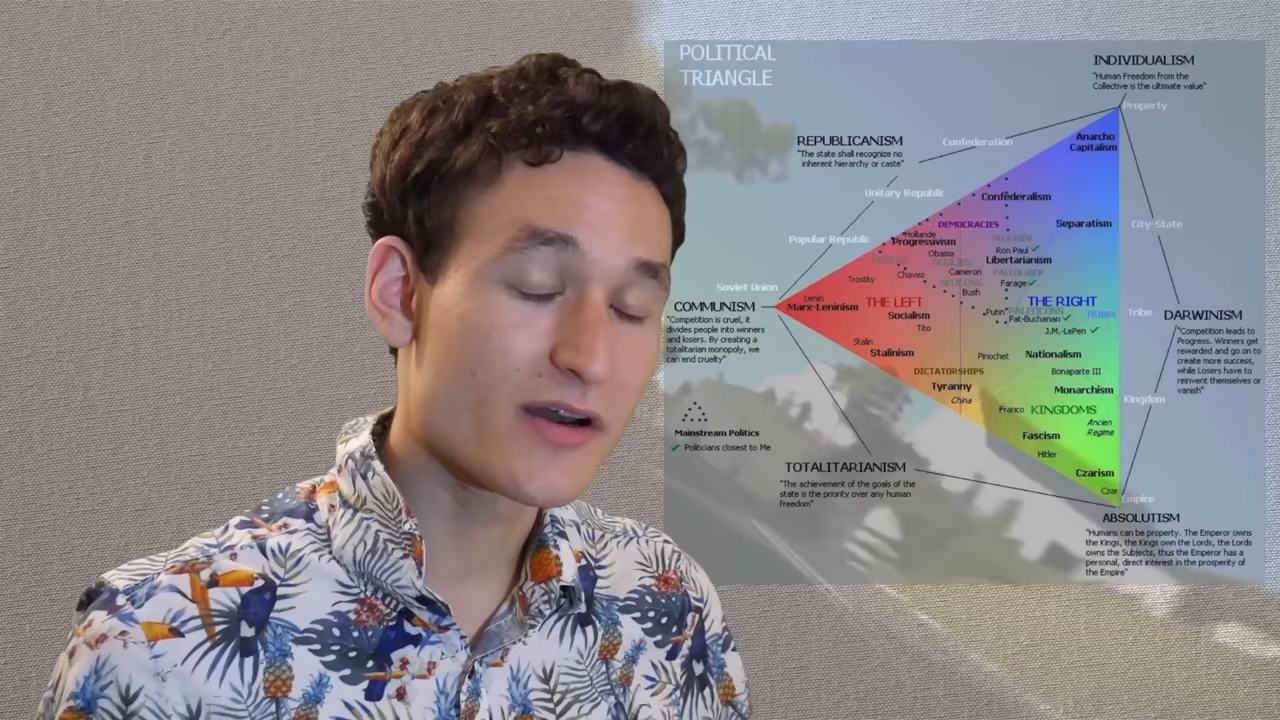 POLITICAL
TRIANGLE
INDIVIDUALISM
"Human Freedom from the
Collective is the ultimate value"
Property
Anarcho
Capitalism
REPUBLICANISM
"The state shall recognize no
inherent hierarchy or caste"
Confederation
Unitary Republic
Confederalism
Popular Republic
DEMOCRACIES
Separatism
City-State
Hollande
Progressivism
Obama
Ron Paul ✓
Libertarianism
Cameron
Chavez
NEOCONS
Trostky
Farage ✓
Bush
Soviet Union
COMMUNISM
"Competition is cruel, it
divides people into winners
and losers. By creating a
totalitarian monopoly, we
can end cruelty"
Lenin
Marx-Leninism
THE LEFT
THE RIGHT
Socialism
Putin
PALEOCONS
Pat-Buchanan ✓
TRIBES
Tribe
DARWINISM
"Competition leads to
Progress. Winners get
rewarded and go on to
create more success,
while Losers have to
reinvent themselves or
vanish"
Tito
J.M.-LePen ✓
Stalin
Stalinism
Pinochet
Nationalism
DICTATORSHIPS
Bonaparte III
Tyranny
China
Monarchism
Kingdom
Franco
KINGDOMS
Ancien
Regime
Fascism
Hitler
Czarism
Czar
Empire
Mainstream Politics
✓ Politicians closest to Me
TOTALITARIANISM
"The achievement of the goals of the
state is the priority over any human
freedom"
ABSOLUTISM
"Humans can be property. The Emperor owns
the Kings, the Kings own the Lords, the Lords
owns the Subjects, thus the Emperor has a
personal, direct interest in the prosperity of
the Empire"